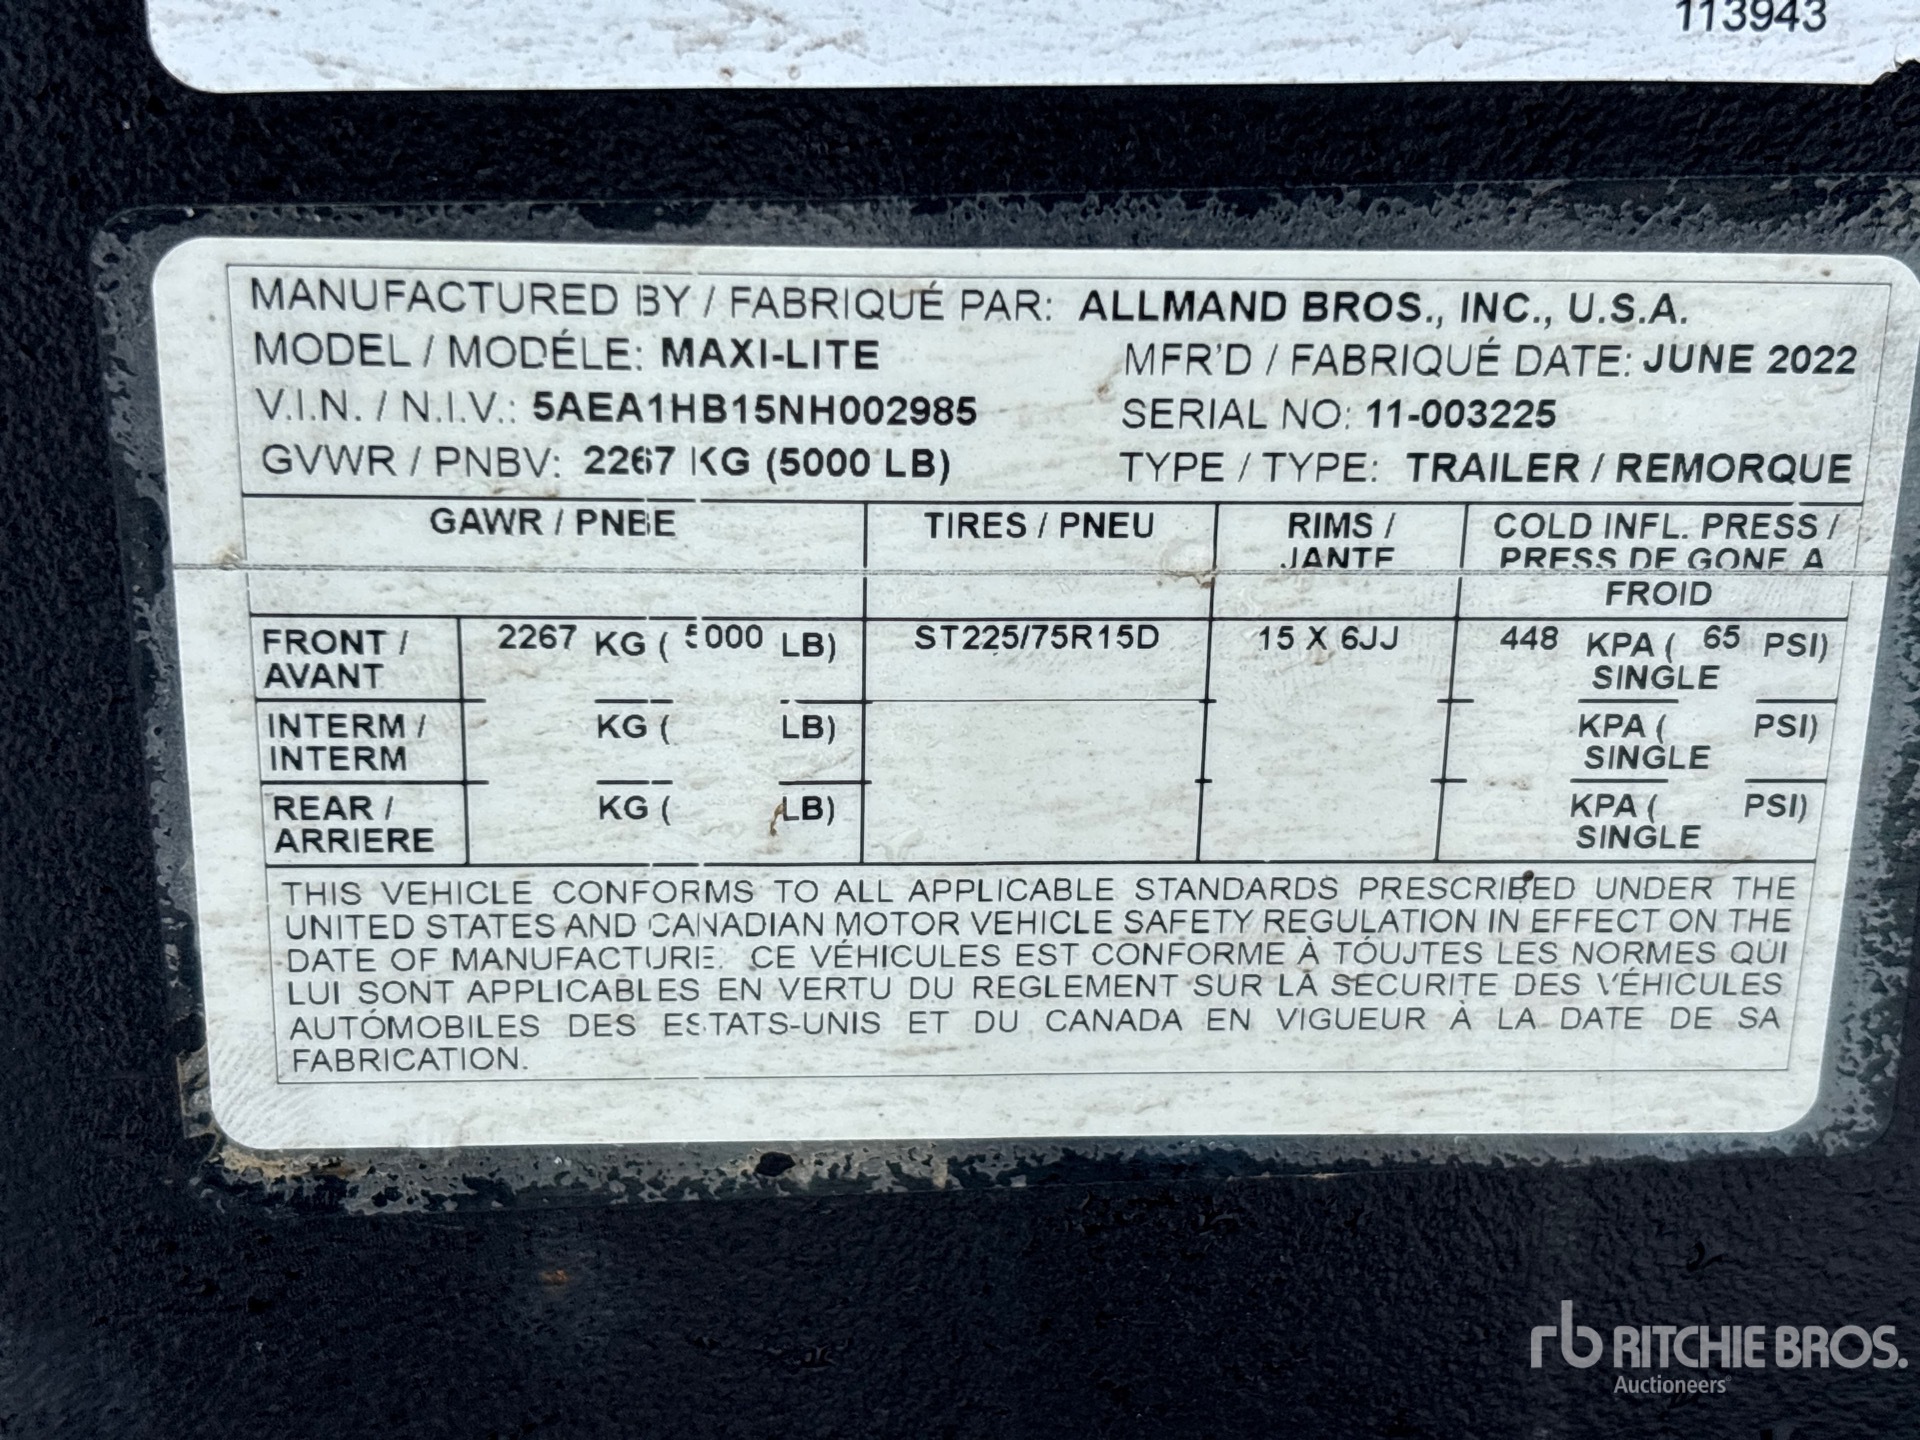 113943
MANUFACTURED BY / FABRIQUÉ PAR: ALLMAND BROS., INC., U.S.A.
MODEL / MODÉLE: MAXI-LITE MFR'D / FABRIQUÉ DATE: JUNE 2022
V.I.N. / N.I.V.: 5AEA1HB15NH002985 SERIAL NO: 11-003225
GVWR / PNBV: 2267 KG (5000 LB) TYPE / TYPE: TRAILER / REMORQUE
GAWR / PNBE TIRES / PNEU RIMS / JANTE COLD INFL. PRESS / PRESS DE GONF. A FROID
FRONT / AVANT 2267 KG ( 5000 LB) ST225/75R15D 15 X 6JJ 448 KPA ( 65 PSI) SINGLE
INTERM / INTERM KG ( LB) KPA ( PSI) SINGLE
REAR / ARRIERE KG ( LB) KPA ( PSI) SINGLE
THIS VEHICLE CONFORMS TO ALL APPLICABLE STANDARDS PRESCRIBED UNDER THE
UNITED STATES AND CANADIAN MOTOR VEHICLE SAFETY REGULATION IN EFFECT ON THE
DATE OF MANUFACTURE. CE VÉHICULES EST CONFORME À TOUJTES LES NORMES QUI
LUI SONT APPLICABLES EN VERTU DU REGLEMENT SUR LA SECURITE DES VÉHICULES
AUTÓMOBILES DES ESTATS-UNIS ET DU CANADA EN VIGUEUR À LA DATE DE SA
FABRICATION.
rb RITCHIE BROS.
Auctioneers